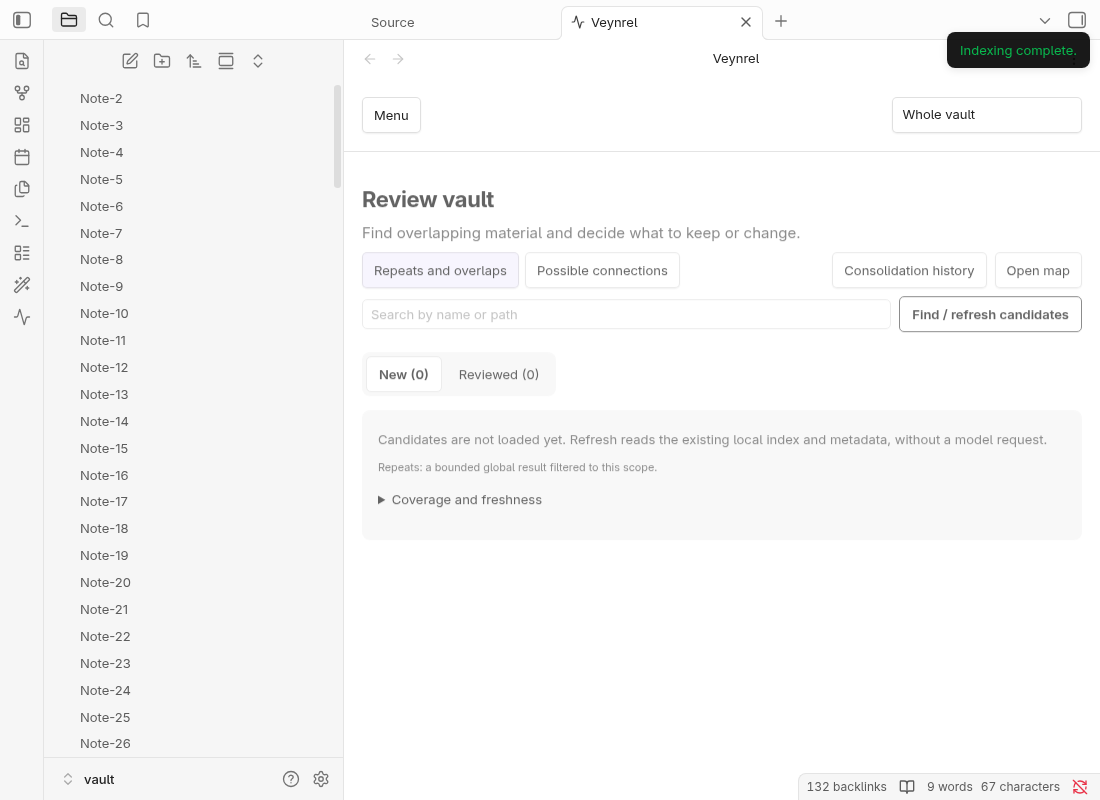 Source
Veynrel
Indexing complete.
Veynrel
Menu
Whole vault
Note-2
Note-3
Note-4
Note-5
Note-6
Note-7
Note-8
Note-9
Note-10
Note-11
Note-12
Note-13
Note-14
Note-15
Note-16
Note-17
Note-18
Note-19
Note-20
Note-21
Note-22
Note-23
Note-24
Note-25
Note-26
vault
Review vault
Find overlapping material and decide what to keep or change.
Repeats and overlaps Possible connections Consolidation history Open map
Search by name or path Find / refresh candidates
New (0) Reviewed (0)
Candidates are not loaded yet. Refresh reads the existing local index and metadata, without a model request.
Repeats: a bounded global result filtered to this scope.
Coverage and freshness
132 backlinks 9 words 67 characters